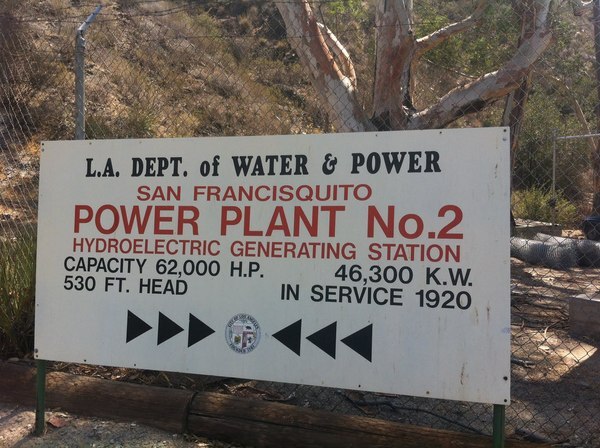 L.A. DEPT. of WATER & POWER
SAN FRANCISQUITO
POWER PLANT No.2
HYDROELECTRIC GENERATING STATION
CAPACITY 62,000 H.P. 46,300 K.W.
530 FT. HEAD IN SERVICE 1920